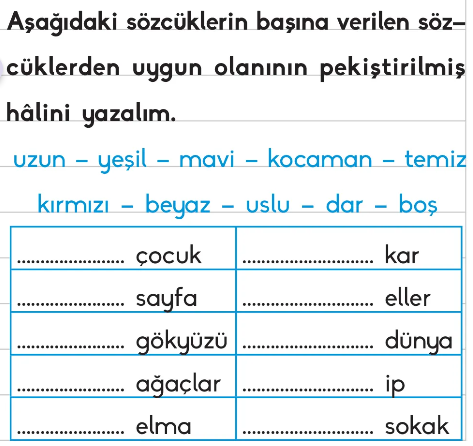 Aşağıdaki sözcüklerin başına verilen söz-
cüklerden uygun olanının pekiştirilmiş
hâlini yazalım.
uzun – yeşil – mavi – kocaman – temiz
kırmızı – beyaz – uslu – dar – boş
........................ çocuk ............................. kar
........................ sayfa ............................. eller
........................ gökyüzü ............................. dünya
........................ ağaçlar ............................. ip
........................ elma ............................. sokak